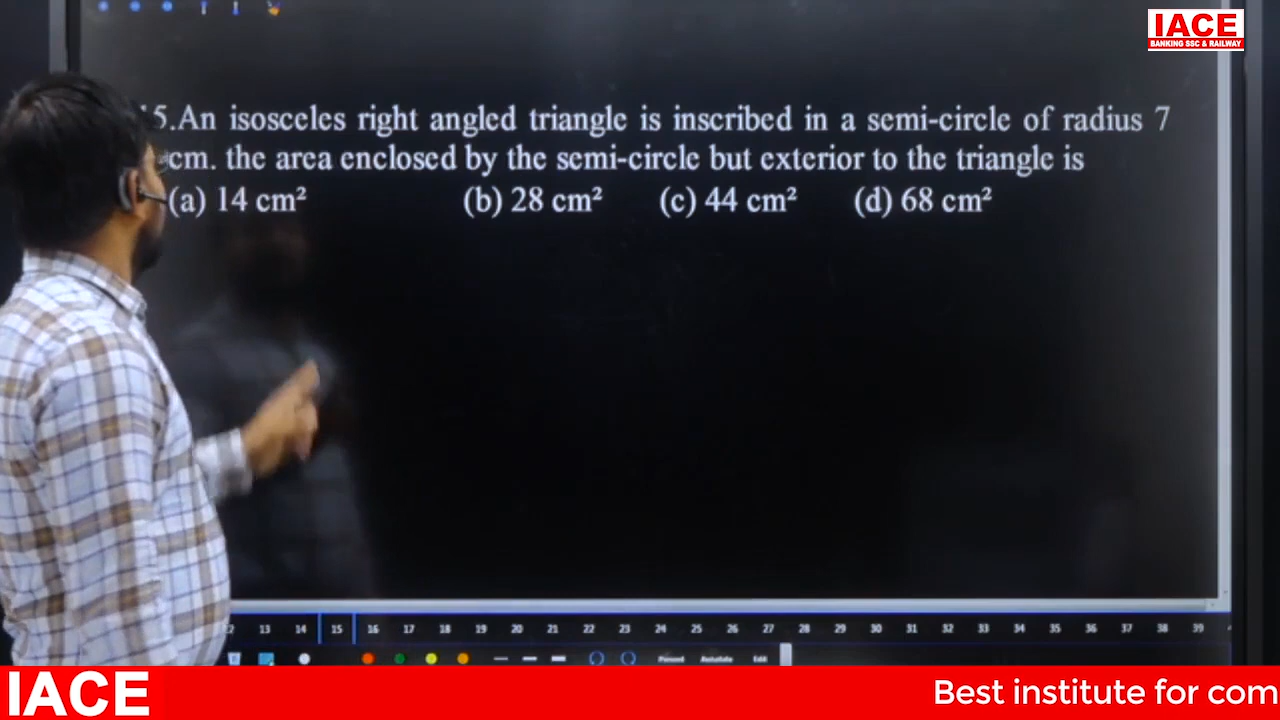 IACE
BANKING SSC & RAILWAY
15.An isosceles right angled triangle is inscribed in a semi-circle of radius 7
cm. the area enclosed by the semi-circle but exterior to the triangle is
(a) 14 cm² (b) 28 cm² (c) 44 cm² (d) 68 cm²
13 14 15 16 17 18 19 20 21 22 23 24 25 26 27 28 29 30 31 32 33 34 35 36 37 38 39
Edit
IACE Best institute for com